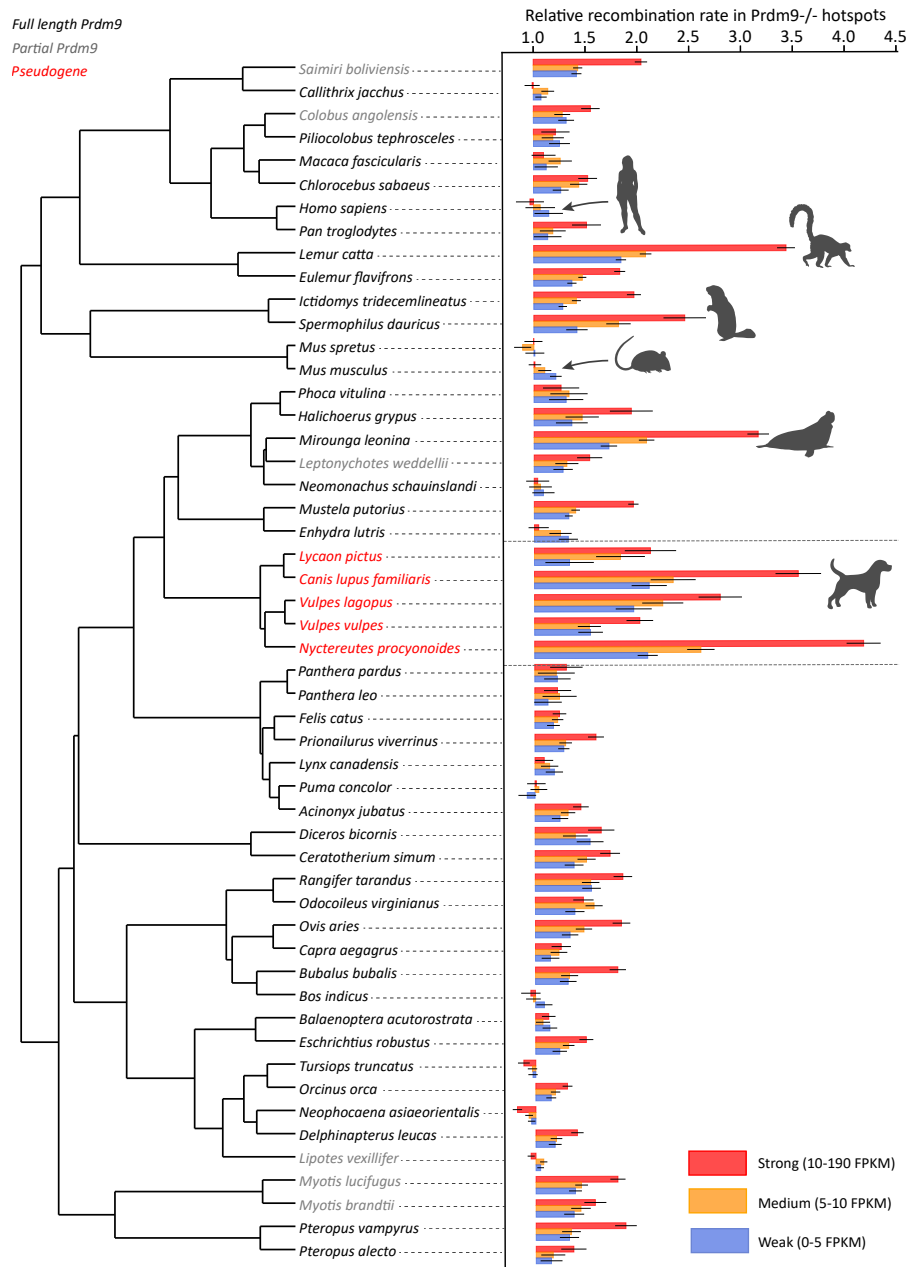 Full length Prdm9
Partial Prdm9
Pseudogene
Relative recombination rate in Prdm9-/- hotspots
1.0 1.5 2.0 2.5 3.0 3.5 4.0 4.5
Saimiri boliviensis
Callithrix jacchus
Colobus angolensis
Piliocolobus tephrosceles
Macaca fascicularis
Chlorocebus sabaeus
Homo sapiens
Pan troglodytes
Lemur catta
Eulemur flavifrons
Ictidomys tridecemlineatus
Spermophilus dauricus
Mus spretus
Mus musculus
Phoca vitulina
Halichoerus grypus
Mirounga leonina
Leptonychotes weddellii
Neomonachus schauinslandi
Mustela putorius
Enhydra lutris
Lycaon pictus
Canis lupus familiaris
Vulpes lagopus
Vulpes vulpes
Nyctereutes procyonoides
Panthera pardus
Panthera leo
Felis catus
Prionailurus viverrinus
Lynx canadensis
Puma concolor
Acinonyx jubatus
Diceros bicornis
Ceratotherium simum
Rangifer tarandus
Odocoileus virginianus
Ovis aries
Capra aegagrus
Bubalus bubalis
Bos indicus
Balaenoptera acutorostrata
Eschrichtius robustus
Tursiops truncatus
Orcinus orca
Neophocaena asiaeorientalis
Delphinapterus leucas
Lipotes vexillifer
Myotis lucifugus
Myotis brandtii
Pteropus vampyrus
Pteropus alecto
Strong (10-190 FPKM)
Medium (5-10 FPKM)
Weak (0-5 FPKM)